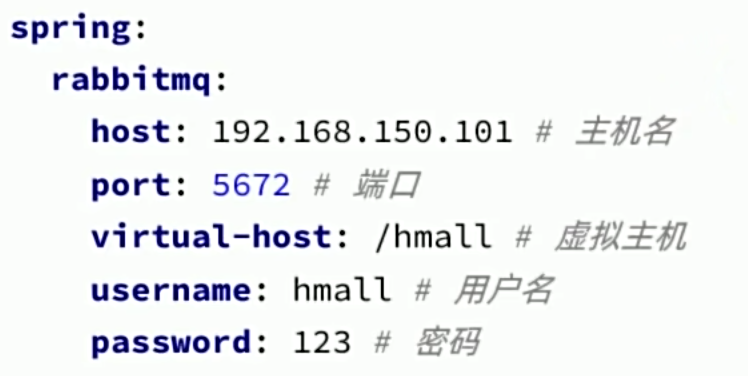 spring:
  rabbitmq:
    host: 192.168.150.101 # 主机名
    port: 5672 # 端口
    virtual-host: /hmall # 虚拟主机
    username: hmall # 用户名
    password: 123 # 密码